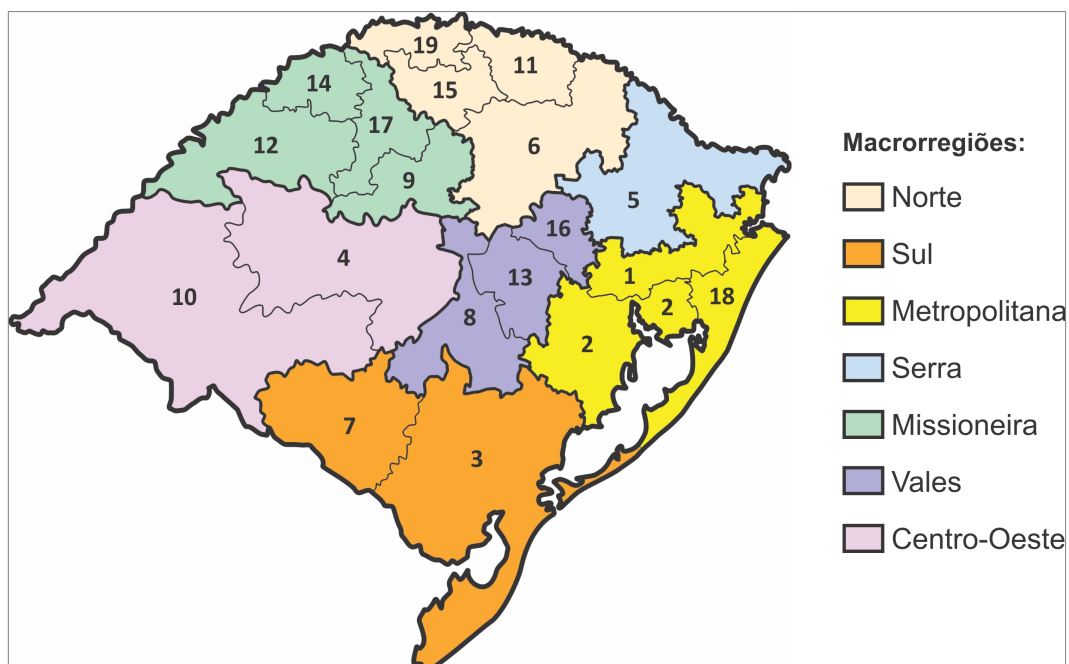 19
11
14
15
17
12
6
9
5
16
4
1
13
10
18
2
8
2
7
3
Macrorregiões:
Norte
Sul
Metropolitana
Serra
Missioneira
Vales
Centro-Oeste